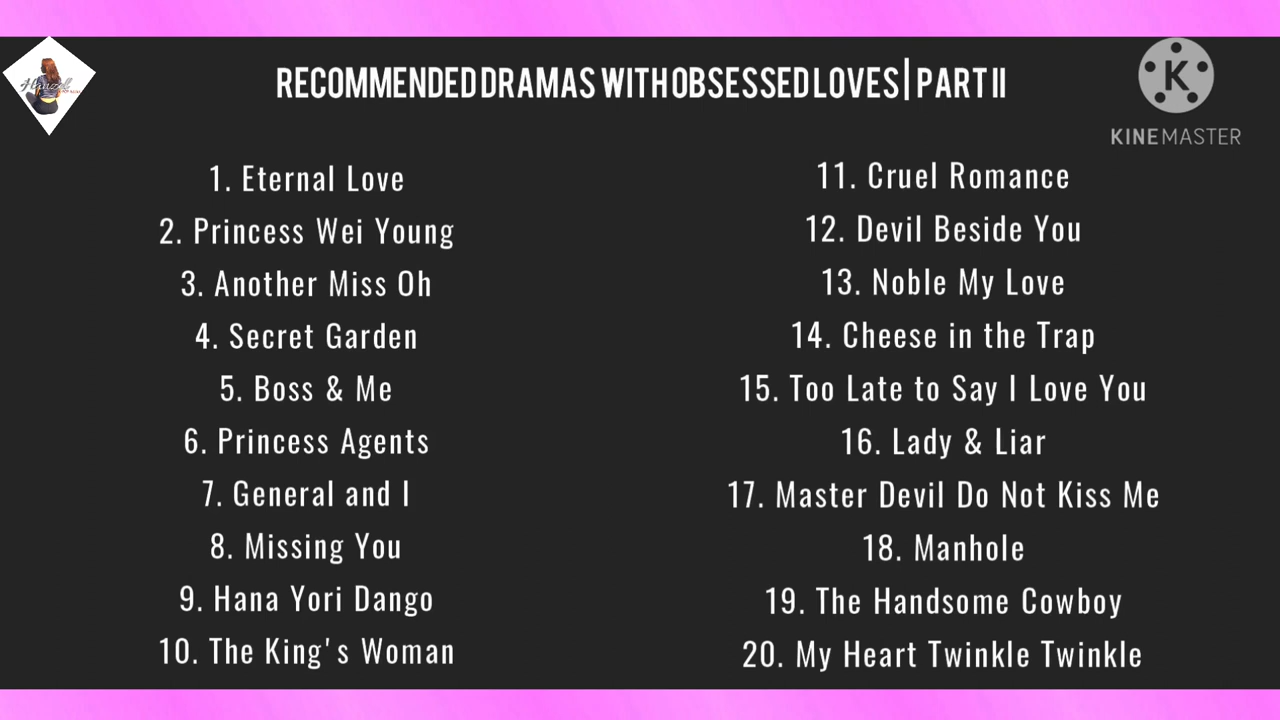 RECOMMENDED DRAMAS WITH OBSESSED LOVES | PART II
K
KINEMASTER
1. Eternal Love
2. Princess Wei Young
3. Another Miss Oh
4. Secret Garden
5. Boss & Me
6. Princess Agents
7. General and I
8. Missing You
9. Hana Yori Dango
10. The King's Woman
11. Cruel Romance
12. Devil Beside You
13. Noble My Love
14. Cheese in the Trap
15. Too Late to Say I Love You
16. Lady & Liar
17. Master Devil Do Not Kiss Me
18. Manhole
19. The Handsome Cowboy
20. My Heart Twinkle Twinkle